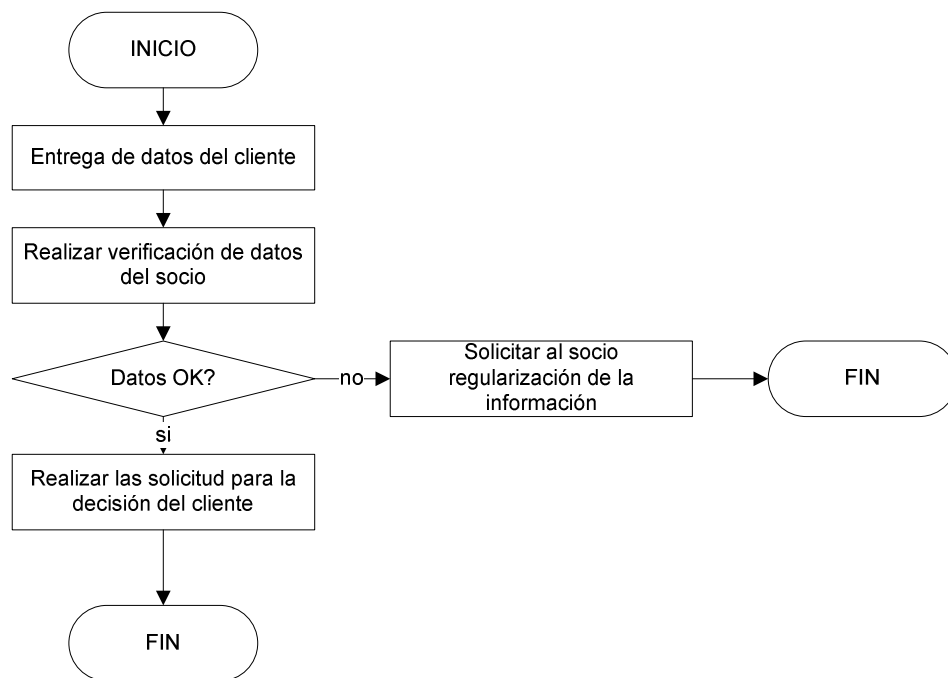 INICIO
Entrega de datos del cliente
Realizar verificación de datos
del socio
Datos OK?
no
Solicitar al socio
regularización de la
información
FIN
si
Realizar las solicitud para la
decisión del cliente
FIN